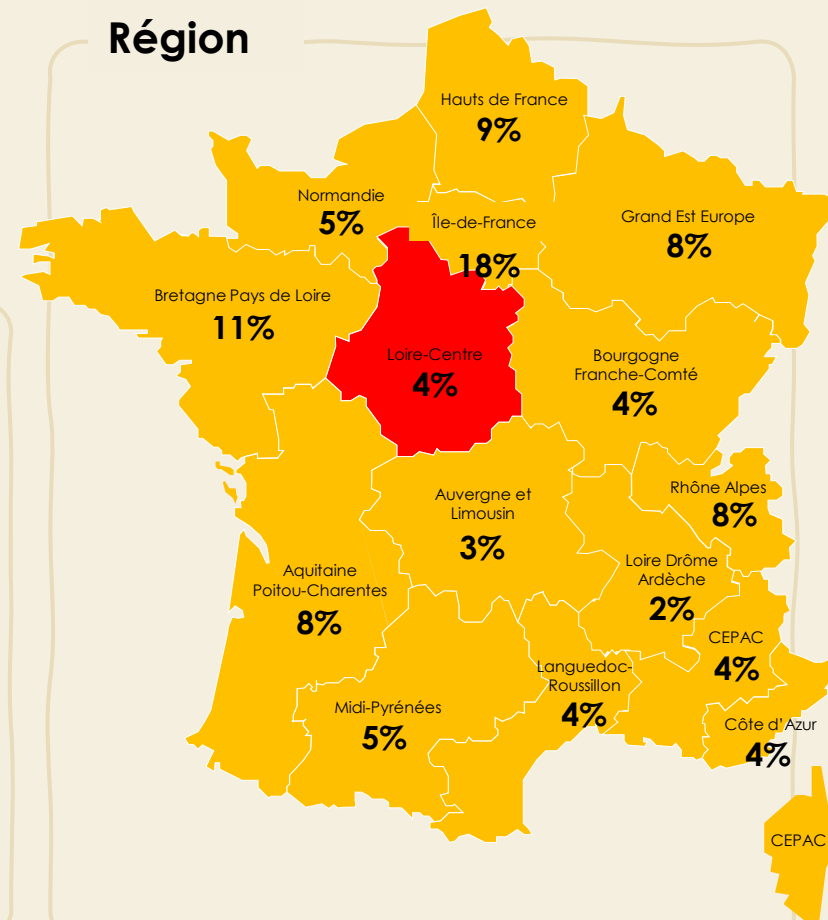 Région
Hauts de France
9%
Normandie
5%
Île-de-France
18%
Grand Est Europe
8%
Bretagne Pays de Loire
11%
Loire-Centre
4%
Bourgogne
Franche-Comté
4%
Auvergne et
Limousin
3%
Rhône Alpes
8%
Loire Drôme
Ardèche
2%
Aquitaine
Poitou-Charentes
8%
CEPAC
4%
Languedoc-
Roussillon
4%
Midi-Pyrénées
5%
Côte d'Azur
4%
CEPAC